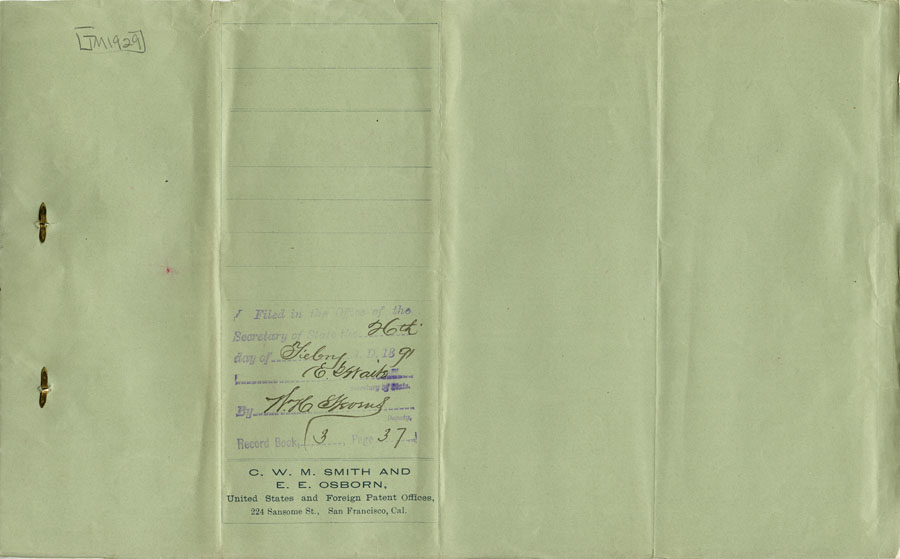 TM1929
Filed in the Office of the
Secretary of State the 26th
day of Feb'ry A. D. 1891
E. G. Waite
Secretary of State.
By W. H.
Deputy.
Record Book, 3 Page 37
C. W. M. SMITH AND
E. E. OSBORN,
United States and Foreign Patent Offices,
224 Sansome St., San Francisco, Cal.